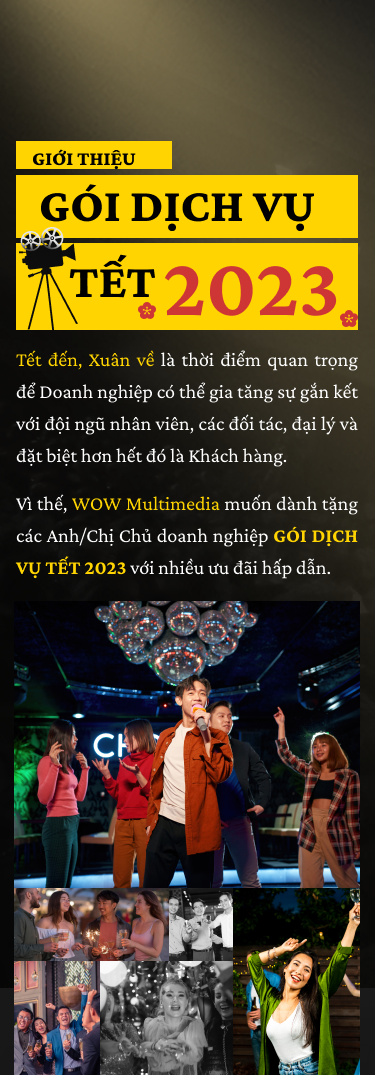 GIỚI THIỆU
GÓI DỊCH VỤ
TẾT 2023
Tết đến, Xuân về là thời điểm quan trọng
để Doanh nghiệp có thể gia tăng sự gắn kết
với đội ngũ nhân viên, các đối tác, đại lý và
đặt biệt hơn hết đó là Khách hàng.
Vì thế, WOW Multimedia muốn dành tặng
các Anh/Chị Chủ doanh nghiệp GÓI DỊCH
VỤ TẾT 2023 với nhiều ưu đãi hấp dẫn.